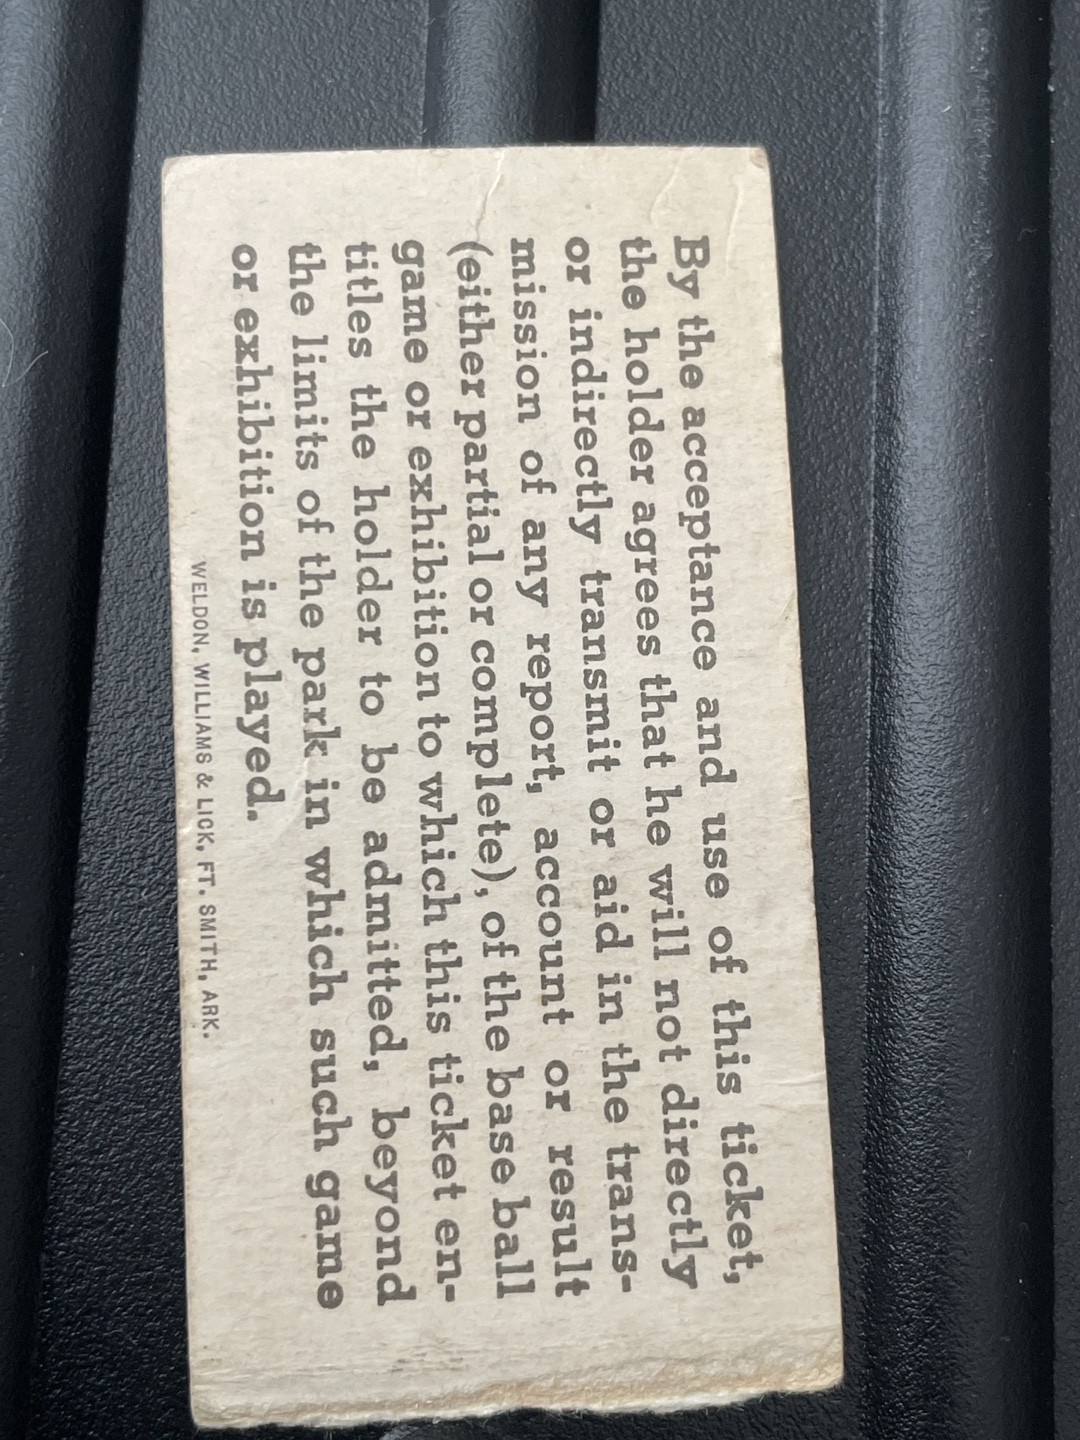 By the acceptance and use of this ticket,
the holder agrees that he will not directly
or indirectly transmit or aid in the trans-
mission of any report, account or result
(either partial or complete), of the base ball
game or exhibition to which this ticket en-
titles the holder to be admitted, beyond
the limits of the park in which such game
or exhibition is played.
WELDON, WILLIAMS & LICK, FT. SMITH, ARK.